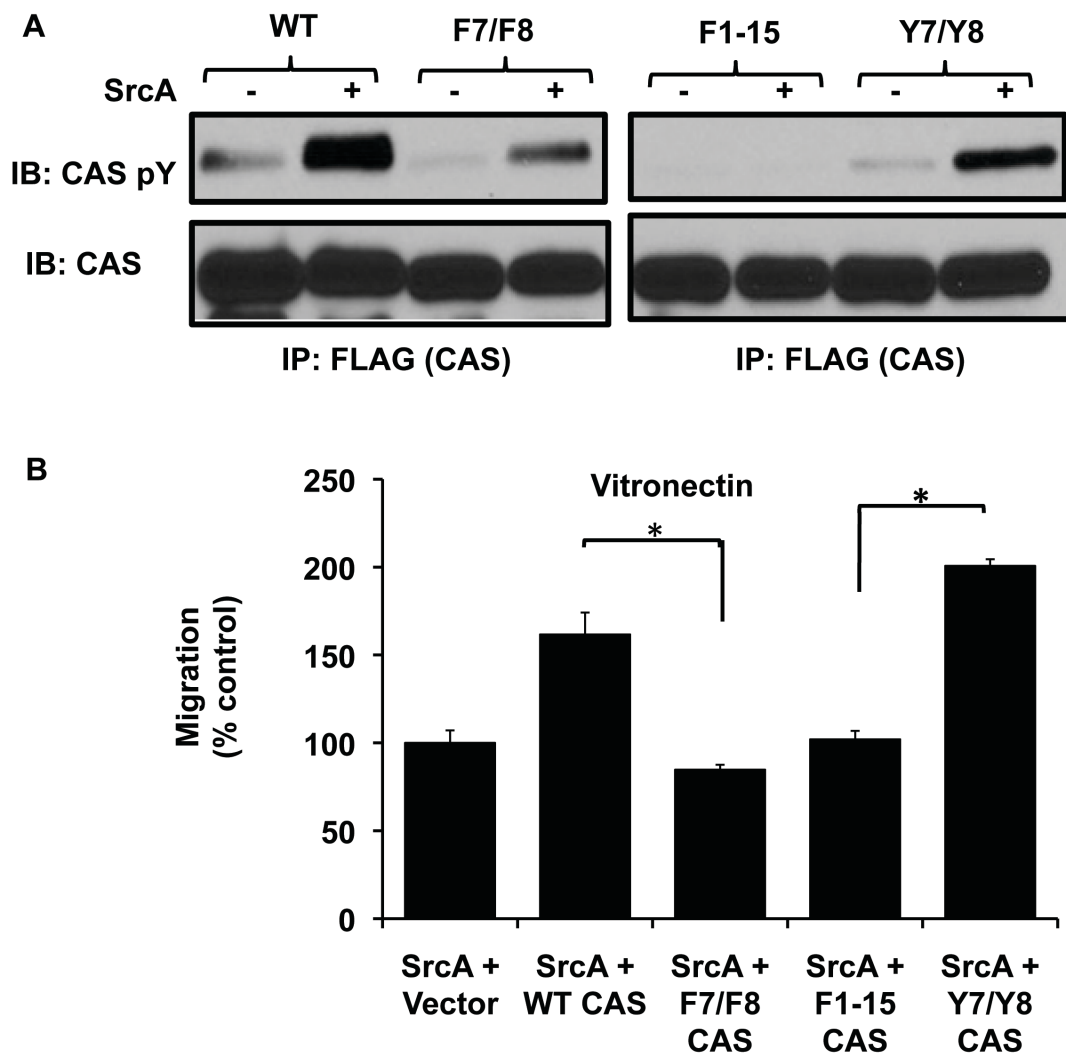 A
WT F7/F8 F1-15 Y7/Y8
SrcA - + - + - + - +
IB: CAS pY
IB: CAS
IP: FLAG (CAS) IP: FLAG (CAS)
B
Vitronectin
* *
Migration
(% control)
250
200
150
100
50
0
SrcA + SrcA + SrcA + SrcA + SrcA +
Vector WT CAS F7/F8 F1-15 Y7/Y8
CAS CAS CAS